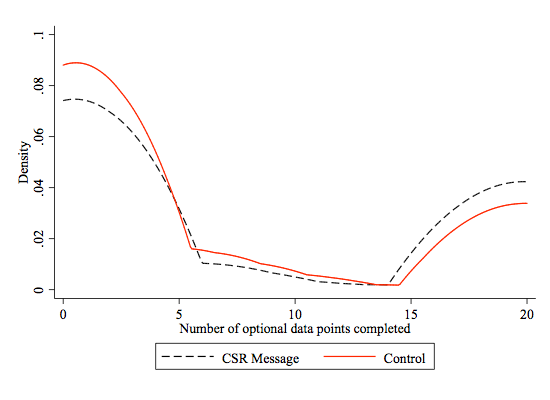 .1
.08
.06
.04
.02
0
Density
0 5 10 15 20
Number of optional data points completed
CSR Message Control